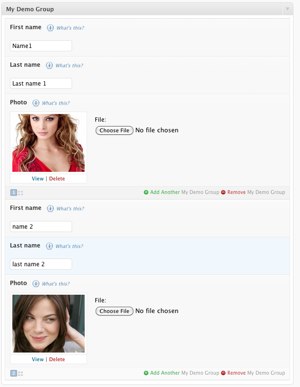 My Demo Group
First name What's this?
Name1
Last name What's this?
Last name 1
Photo What's this?
File:
Choose File No file chosen
View | Delete
Add Another My Demo Group Remove My Demo Group
First name What's this?
name 2
Last name What's this?
last name 2
Photo What's this?
File:
Choose File No file chosen
View | Delete
Add Another My Demo Group Remove My Demo Group